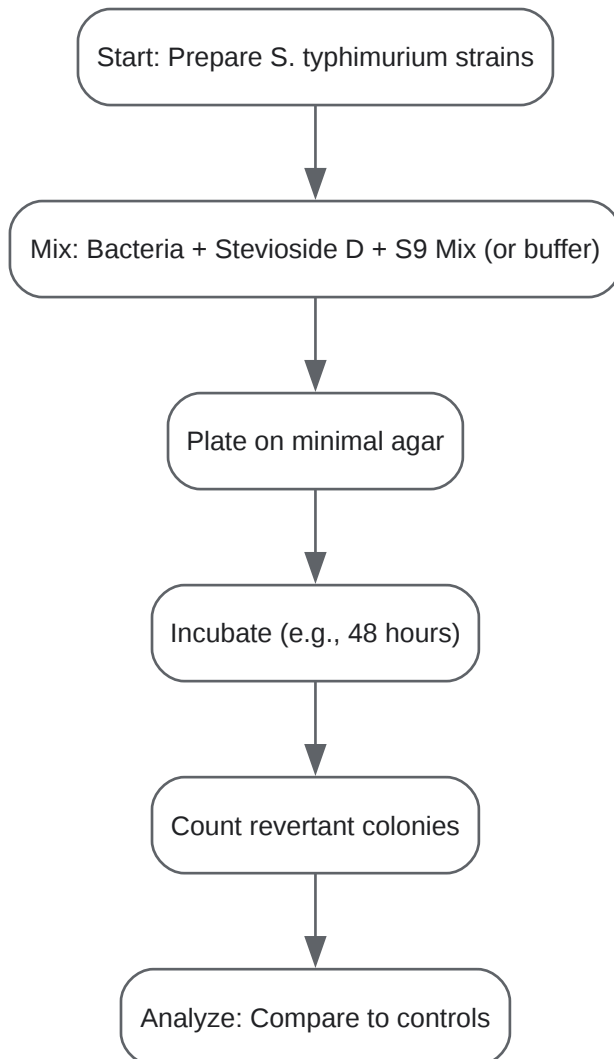 Start: Prepare S. typhimurium strains
Mix: Bacteria + Stevioside D + S9 Mix (or buffer)
Plate on minimal agar
Incubate (e.g., 48 hours)
Count revertant colonies
Analyze: Compare to controls